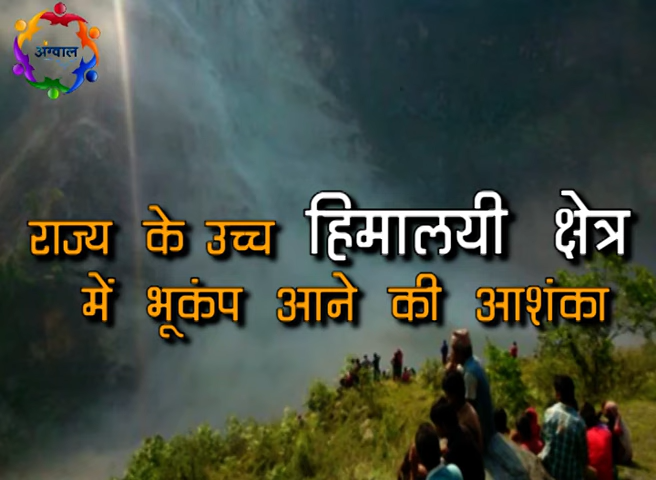 अंग्वाल
राज्य के उच्च हिमालयी क्षेत्र
में भूकंप आने की आशंका